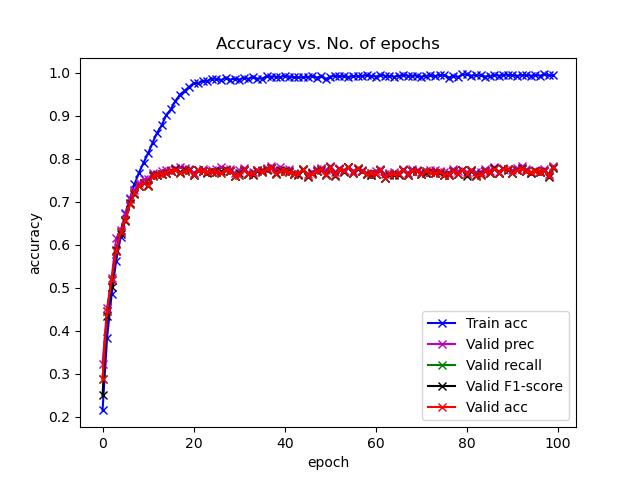 Accuracy vs. No. of epochs
accuracy
1.0
0.9
0.8
0.7
0.6
0.5
0.4
0.3
0.2
Train acc
Valid prec
Valid recall
Valid F1-score
Valid acc
0 20 40 60 80 100
epoch